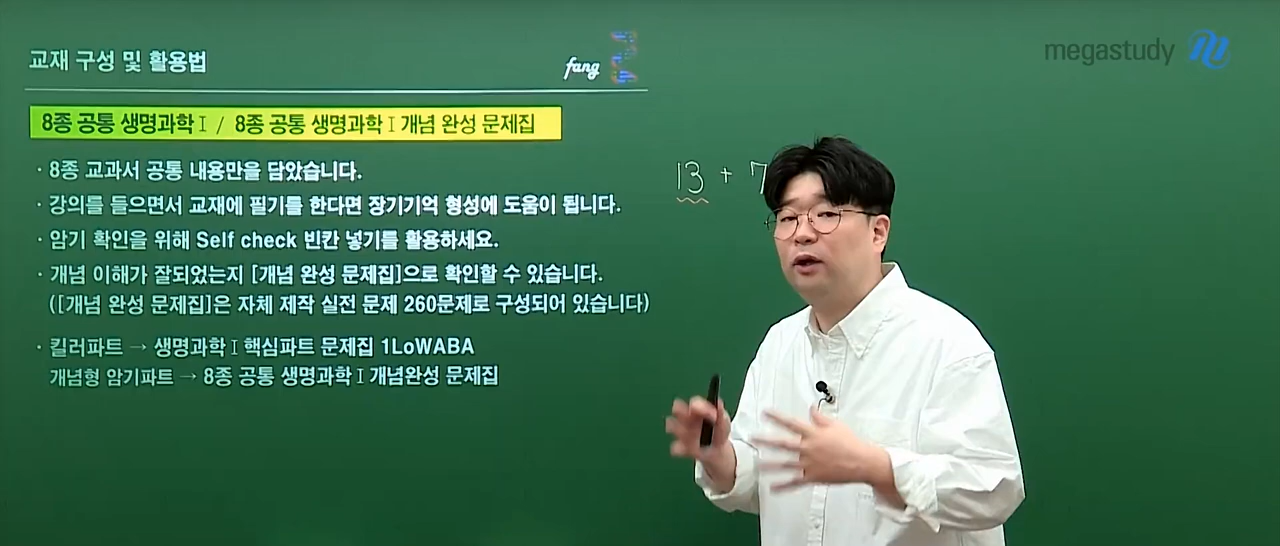 교재 구성 및 활용법
fang
megastudy
8종 공통 생명과학 I / 8종 공통 생명과학 I 개념 완성 문제집
· 8종 교과서 공통 내용만을 담았습니다.
· 강의를 들으면서 교재에 필기를 한다면 장기기억 형성에 도움이 됩니다.
· 암기 확인을 위해 Self check 빈칸 넣기를 활용하세요.
· 개념 이해가 잘되었는지 [개념 완성 문제집]으로 확인할 수 있습니다.
([개념 완성 문제집]은 자체 제작 실전 문제 260문제로 구성되어 있습니다)
· 킬러파트 → 생명과학 I 핵심파트 문제집 1LoWABA
개념형 암기파트 → 8종 공통 생명과학 I 개념완성 문제집
13 + 7